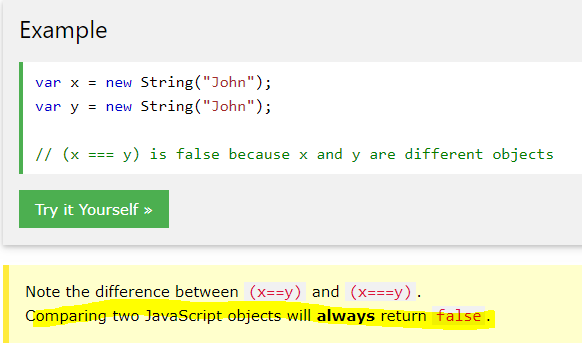 Example
var x = new String("John");
var y = new String("John");
// (x === y) is false because x and y are different objects
Try it Yourself »
Note the difference between (x==y) and (x===y).
Comparing two JavaScript objects will always return false.